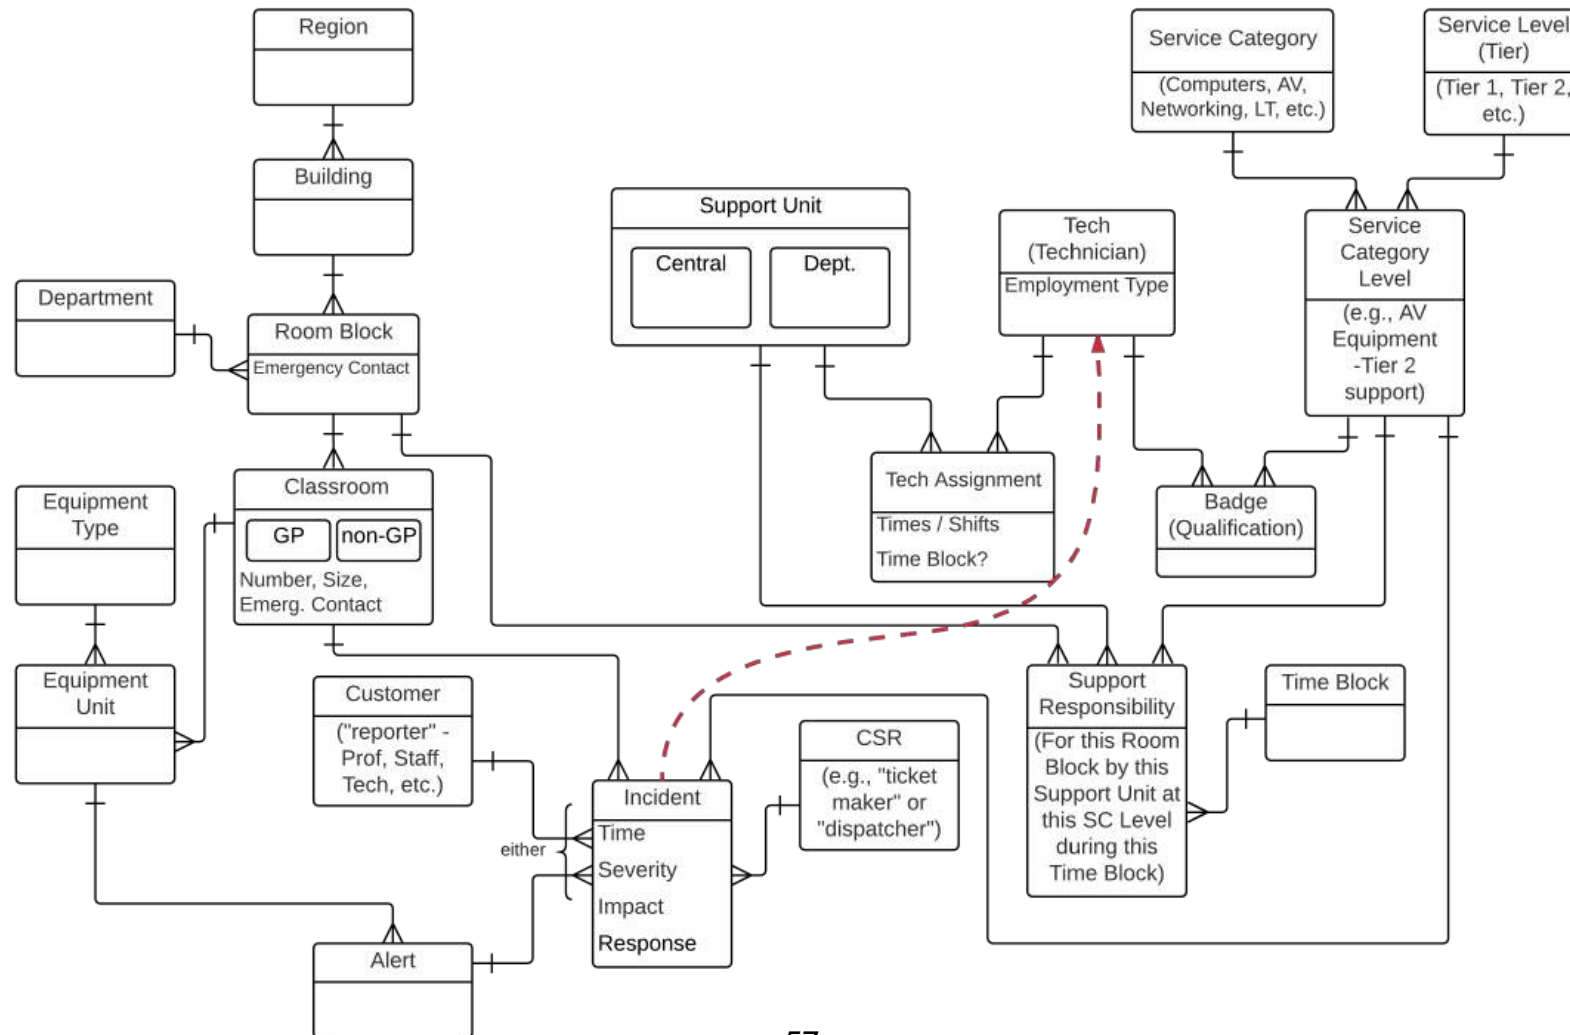 Region
Service Category
(Computers, AV,
Networking, LT, etc.)
Service Level
(Tier)
(Tier 1, Tier 2,
etc.)
Building
Support Unit
Central
Dept.
Tech
(Technician)
Employment Type
Service
Category
Level
(e.g., AV
Equipment
-Tier 2
support)
Department
Room Block
Emergency Contact
Classroom
GP
non-GP
Number, Size,
Emerg. Contact
Equipment
Type
Tech Assignment
Times / Shifts
Time Block?
Badge
(Qualification)
Equipment
Unit
Customer
("reporter" -
Prof, Staff,
Tech, etc.)
either
Incident
Time
Severity
Impact
Response
CSR
(e.g., "ticket
maker" or
"dispatcher")
Support
Responsibility
(For this Room
Block by this
Support Unit at
this SC Level
during this
Time Block)
Time Block
Alert
57